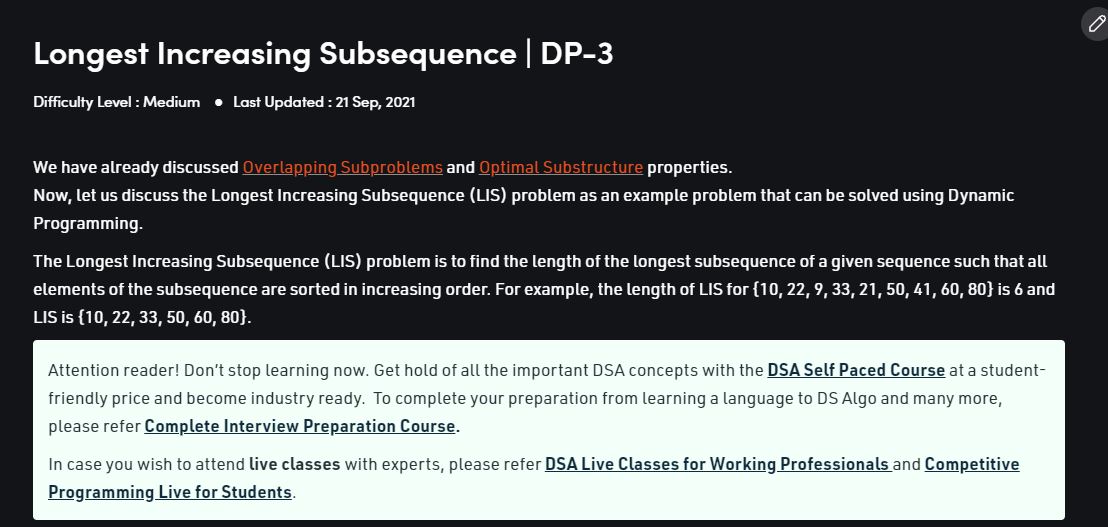 Longest Increasing Subsequence | DP-3
Difficulty Level : Medium ● Last Updated : 21 Sep, 2021
We have already discussed Overlapping Subproblems and Optimal Substructure properties.
Now, let us discuss the Longest Increasing Subsequence (LIS) problem as an example problem that can be solved using Dynamic
Programming.
The Longest Increasing Subsequence (LIS) problem is to find the length of the longest subsequence of a given sequence such that all
elements of the subsequence are sorted in increasing order. For example, the length of LIS for {10, 22, 9, 33, 21, 50, 41, 60, 80} is 6 and
LIS is {10, 22, 33, 50, 60, 80}.
Attention reader! Don’t stop learning now. Get hold of all the important DSA concepts with the DSA Self Paced Course at a student-
friendly price and become industry ready.  To complete your preparation from learning a language to DS Algo and many more,
please refer Complete Interview Preparation Course.
In case you wish to attend live classes with experts, please refer DSA Live Classes for Working Professionals and Competitive
Programming Live for Students.